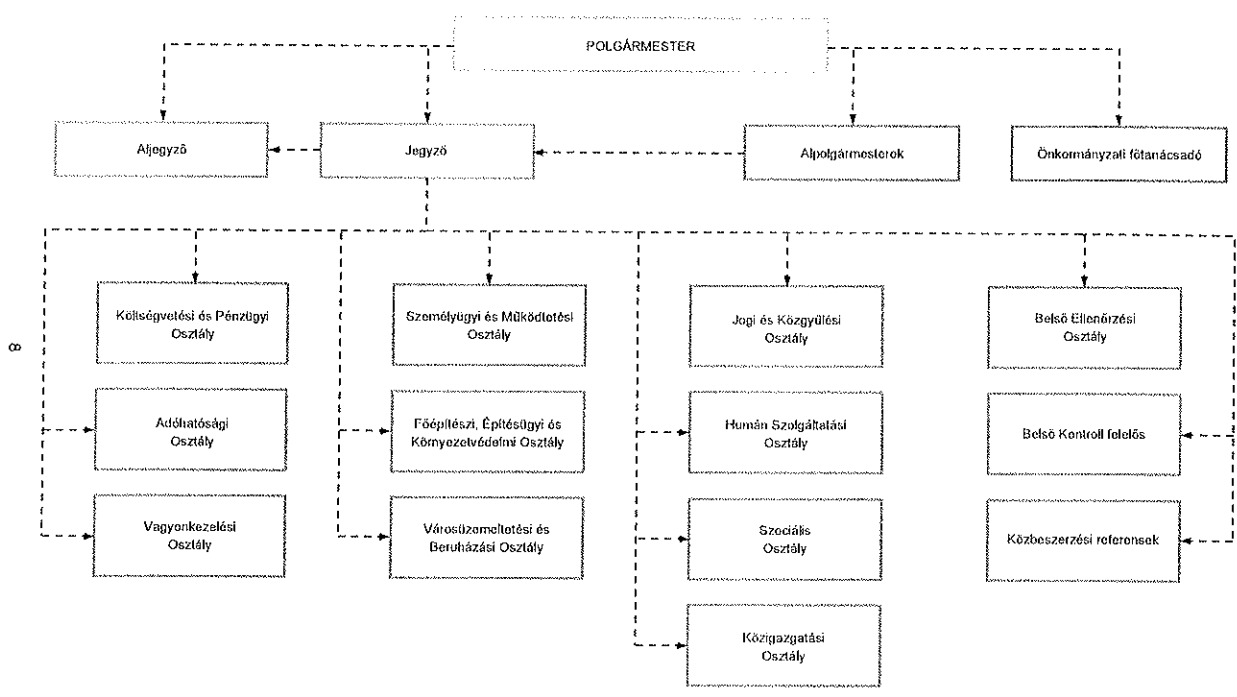 POLGÁRMESTER
Aljegyző
Jegyző
Alpolgármesterok
Önkormányzati főtanácsadó
Költségvetési és Pénzügyi
Osztály
Személyügyi és Működtetési
Osztály
Jogi és Közgyűlési
Osztály
Belső Ellenőrzési
Osztály
8
Adóhatósági
Osztály
Főépítészi, Építésügyi és
Környezetvédelmi Osztály
Humán Szolgáltatási
Osztály
Belső Kontroll felelős
Vagyonkezelési
Osztály
Városüzemeltetési és
Beruházási Osztály
Szociális
Osztály
Közbeszerzési referensek
Közigazgatási
Osztály